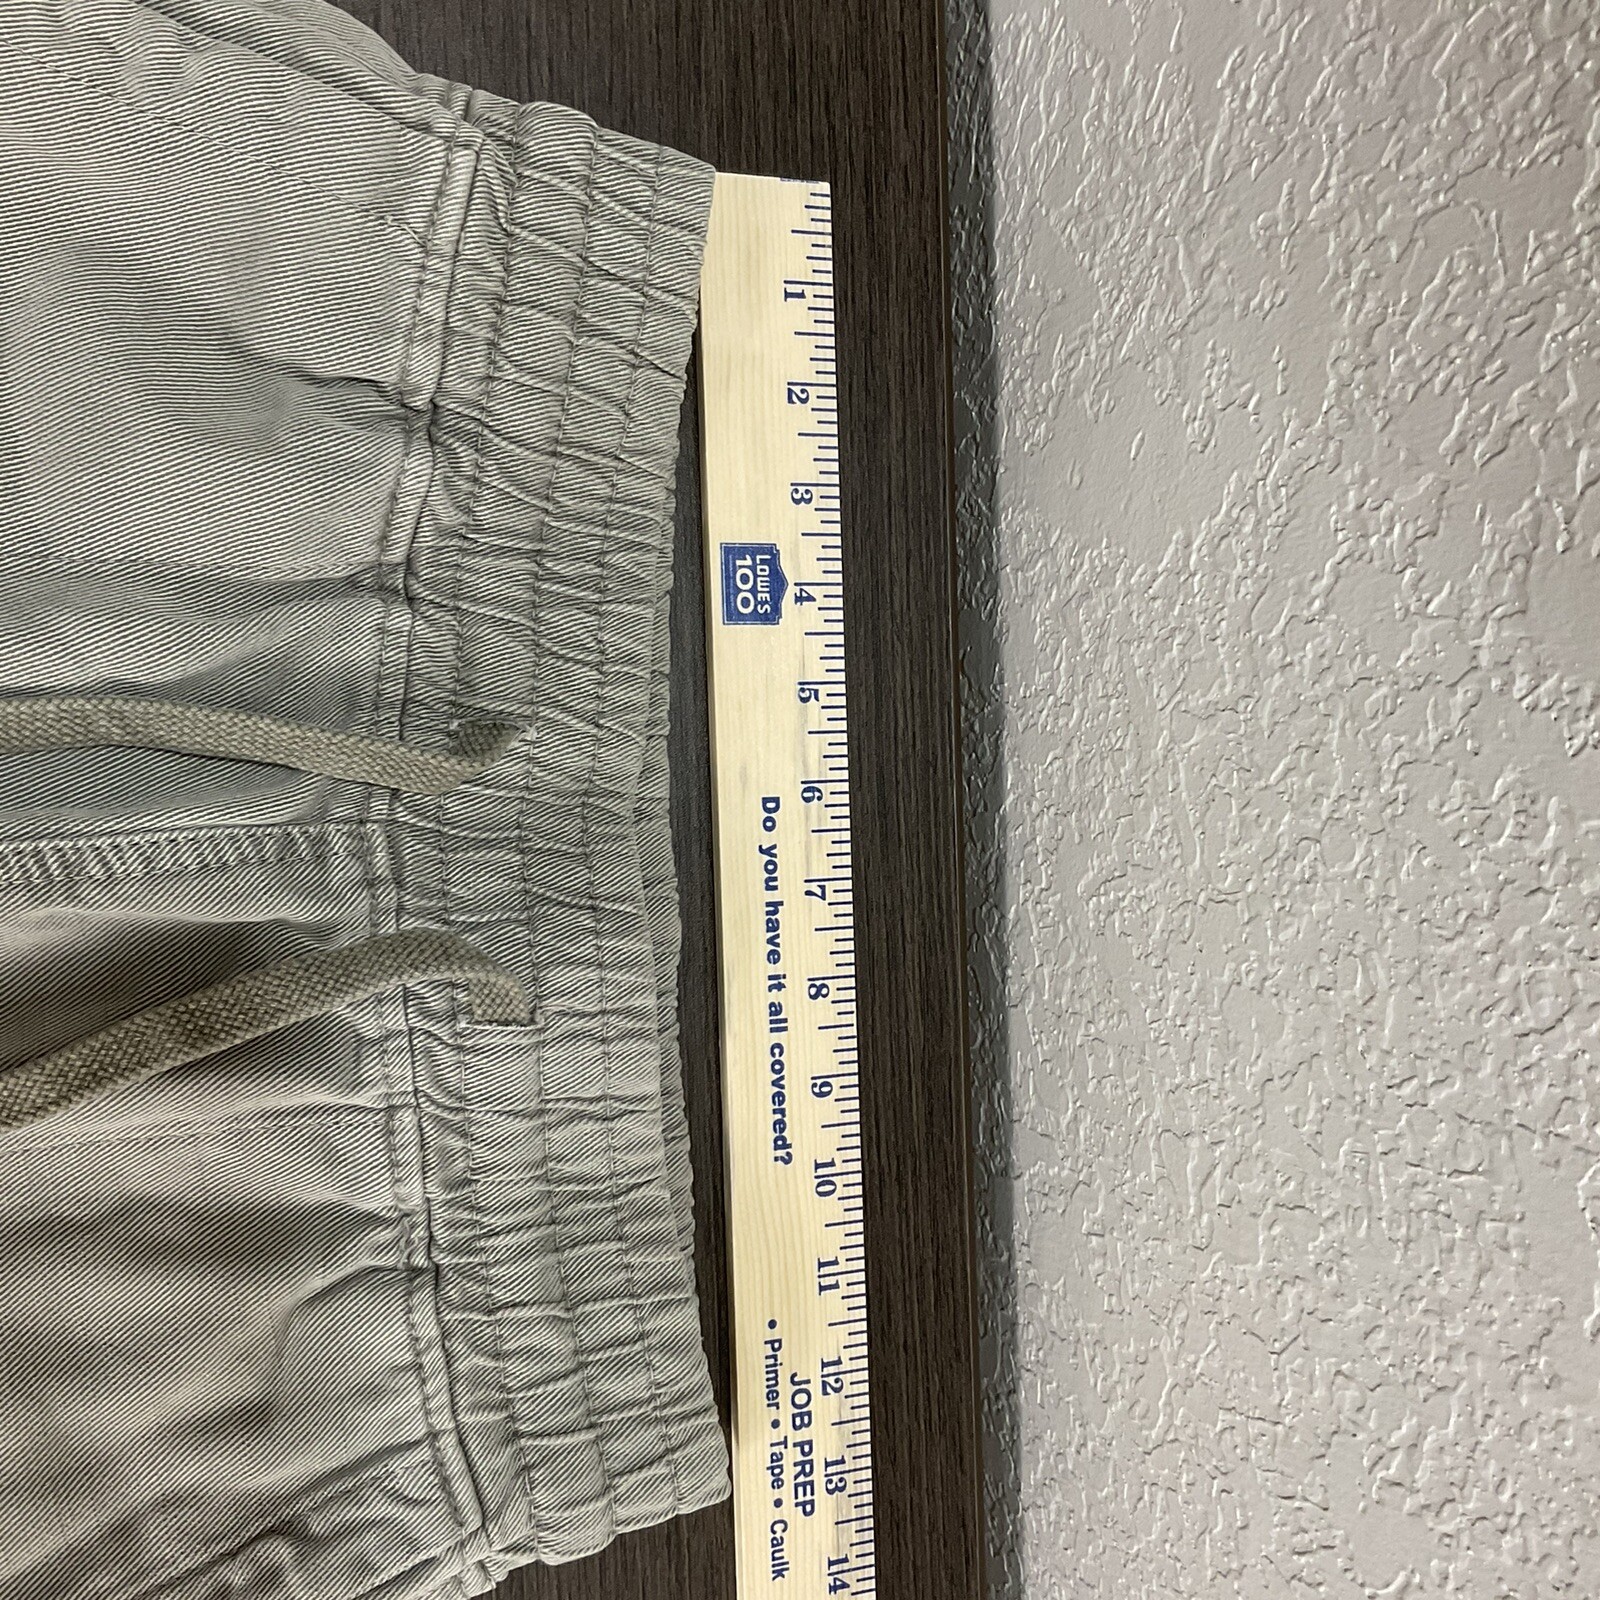 1 2 3 4 5 6 7 8 9 10 11 12 13 14
LOWE'S
100
Do you have it all covered?
JOB PREP
• Primer • Tape • Caulk